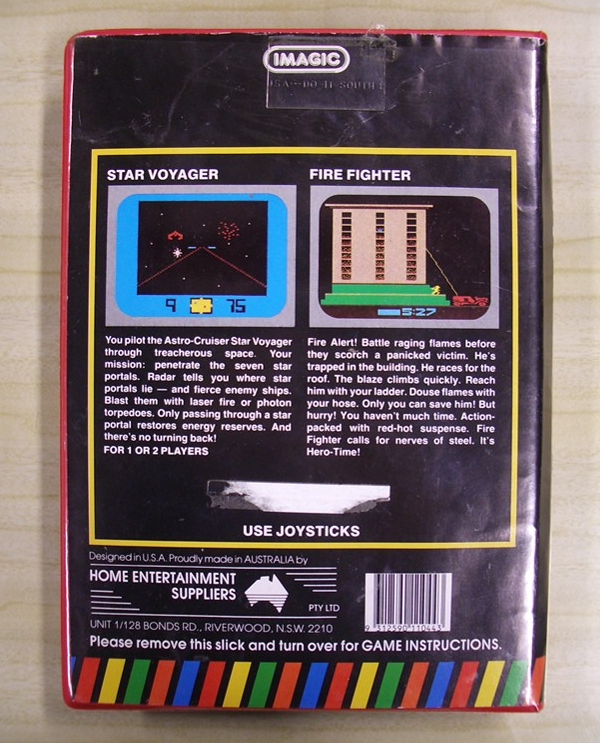 IMAGIC
STAR VOYAGER
FIRE FIGHTER
9 75
5:27
You pilot the Astro-Cruiser Star Voyager
through treacherous space. Your
mission: penetrate the seven star
portals. Radar tells you where star
portals lie — and fierce enemy ships.
Blast them with laser fire or photon
torpedoes. Only passing through a star
portal restores energy reserves. And
there's no turning back!
FOR 1 OR 2 PLAYERS
Fire Alert! Battle raging flames before
they scorch a panicked victim. He's
trapped in the building. He races for the
roof. The blaze climbs quickly. Reach
him with your ladder. Douse flames with
your hose. Only you can save him! But
hurry! You haven't much time. Action-
packed with red-hot suspense. Fire
Fighter calls for nerves of steel. It's
Hero-Time!
USE JOYSTICKS
Designed in U.S.A. Proudly made in AUSTRALIA by
HOME ENTERTAINMENT
SUPPLIERS
PTY LTD
UNIT 1/128 BONDS RD., RIVERWOOD, N.S.W. 2210
9 312590 110443
Please remove this slick and turn over for GAME INSTRUCTIONS.